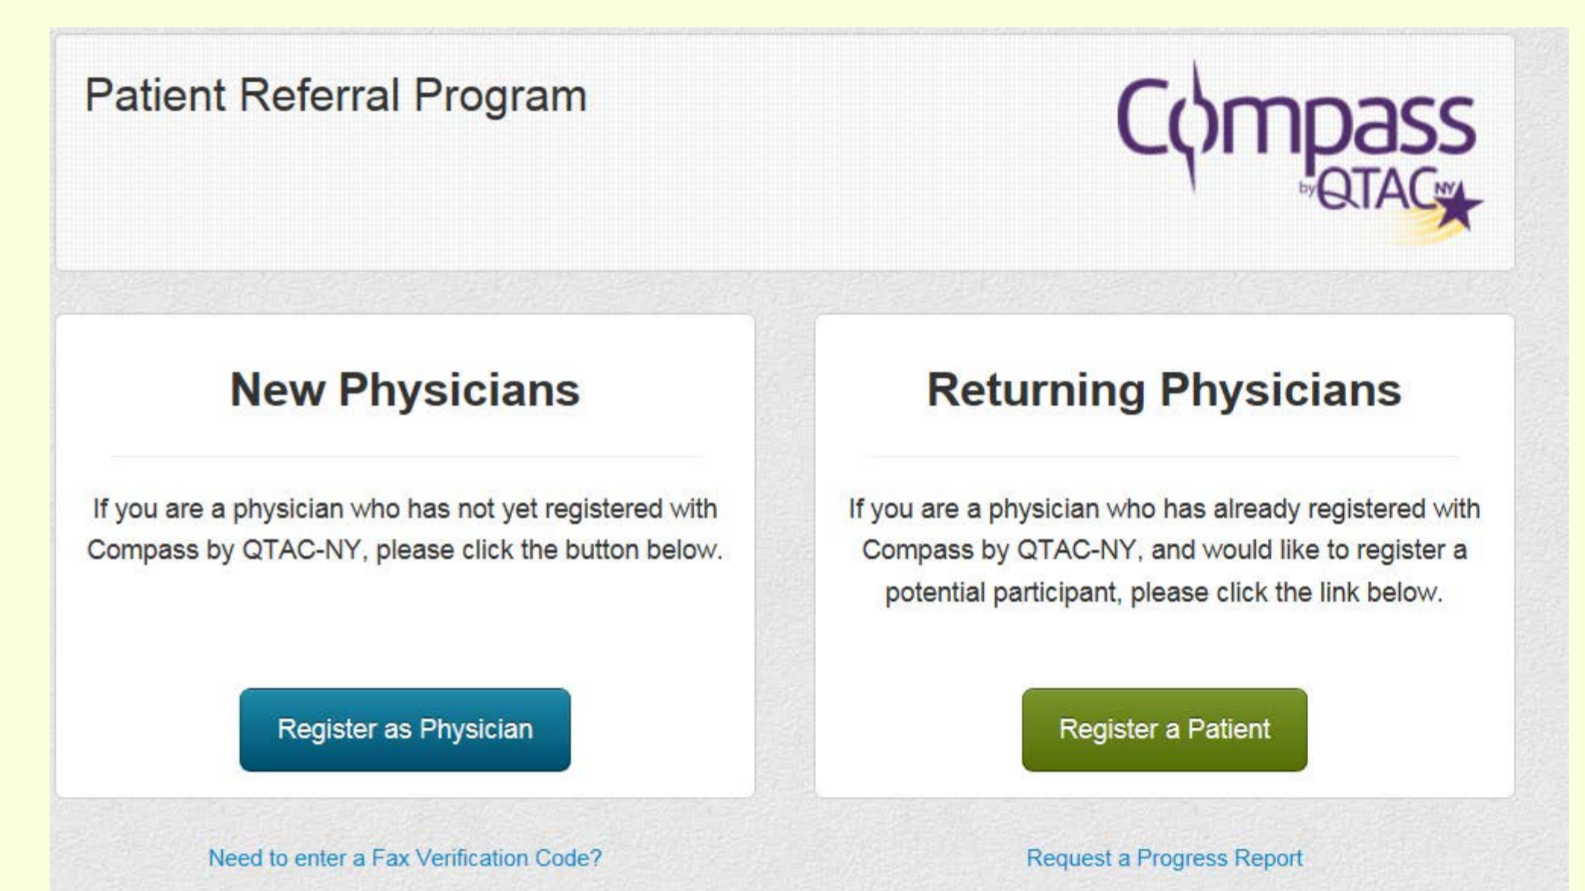 Patient Referral Program
Compass
by QTAC NY
New Physicians
If you are a physician who has not yet registered with
Compass by QTAC-NY, please click the button below.
Register as Physician
Need to enter a Fax Verification Code?
Returning Physicians
If you are a physician who has already registered with
Compass by QTAC-NY, and would like to register a
potential participant, please click the link below.
Register a Patient
Request a Progress Report